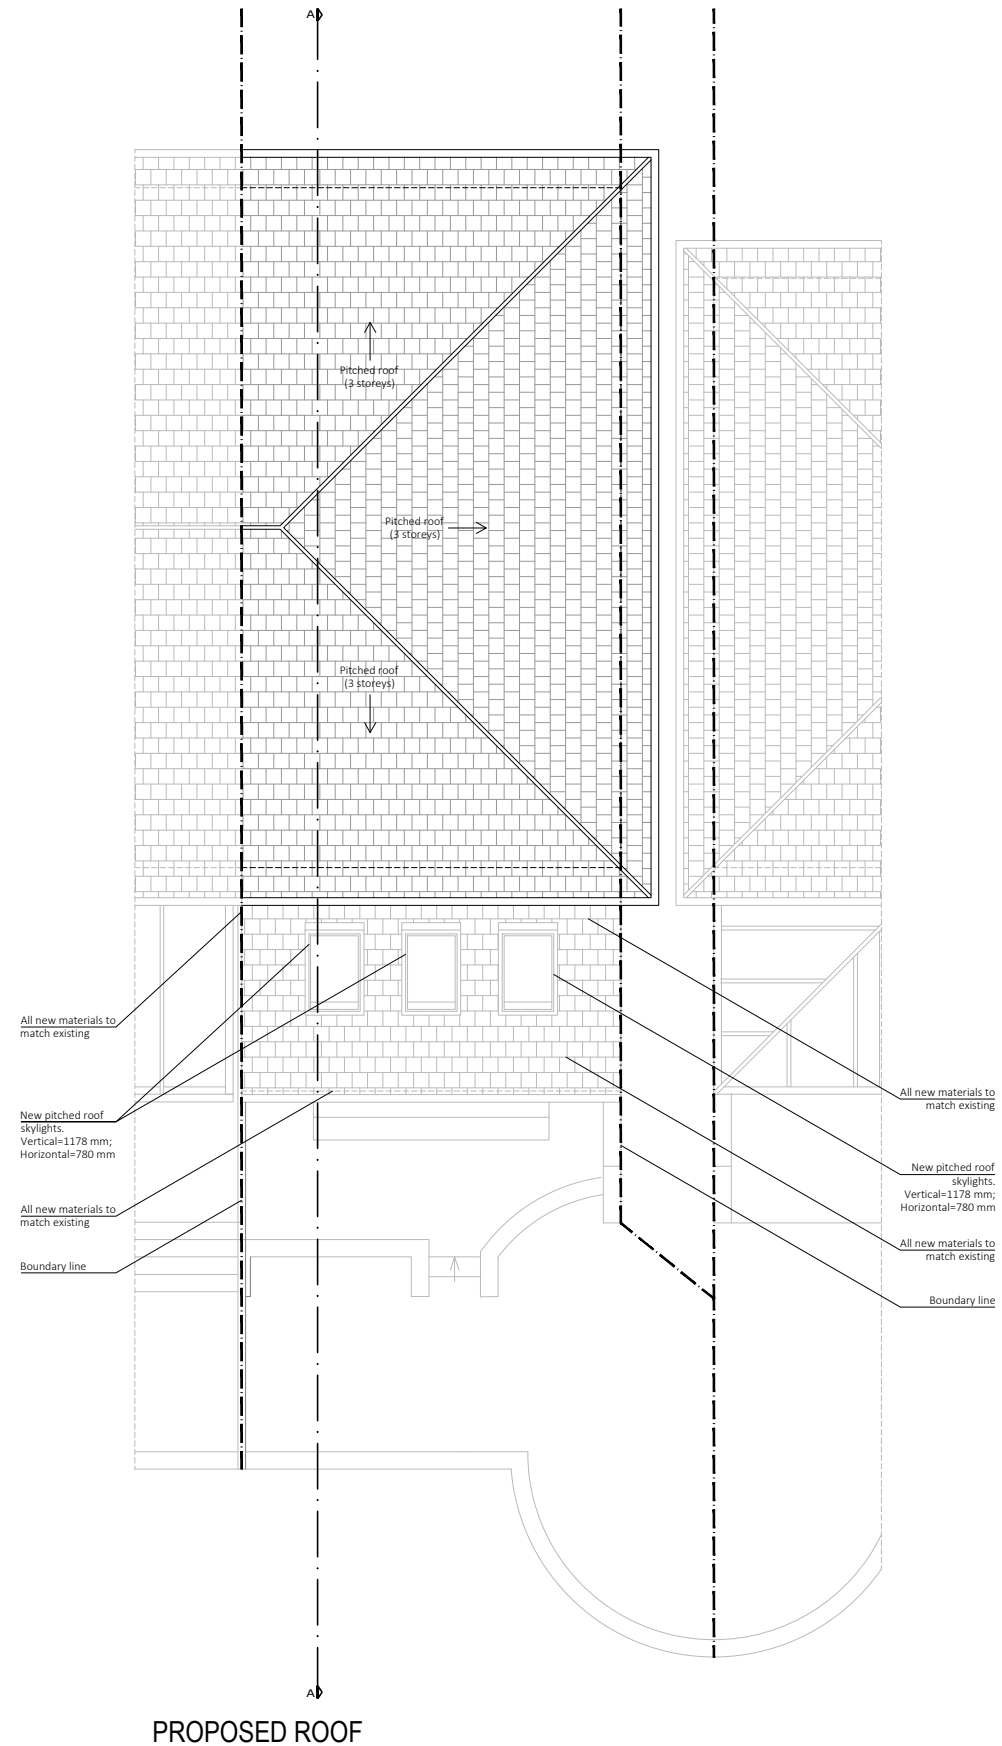 A
Pitched roof
(3 storeys)
Pitched roof
(3 storeys)
Pitched roof
(3 storeys)
All new materials to
match existing
New pitched roof
skylights.
Vertical=1178 mm;
Horizontal=780 mm
All new materials to
match existing
Boundary line
All new materials to
match existing
New pitched roof
skylights.
Vertical=1178 mm;
Horizontal=780 mm
All new materials to
match existing
Boundary line
A
PROPOSED ROOF